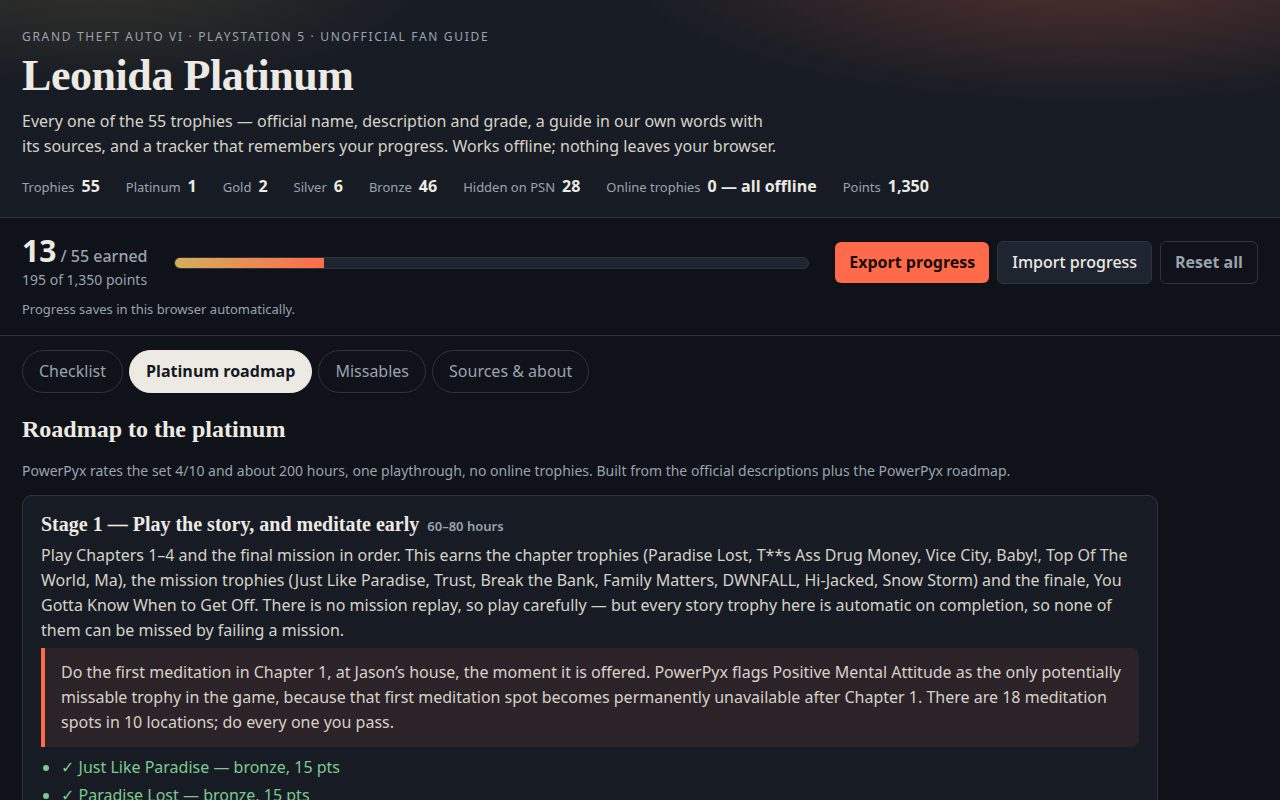 GRAND THEFT AUTO VI · PLAYSTATION 5 · UNOFFICIAL FAN GUIDE
Leonida Platinum
Every one of the 55 trophies — official name, description and grade, a guide in our own words with
its sources, and a tracker that remembers your progress. Works offline; nothing leaves your browser.
Trophies 55 Platinum 1 Gold 2 Silver 6 Bronze 46 Hidden on PSN 28 Online trophies 0 — all offline Points 1,350
13 / 55 earned
195 of 1,350 points
Progress saves in this browser automatically.
Export progress Import progress Reset all
Checklist Platinum roadmap Missables Sources & about
Roadmap to the platinum
PowerPyx rates the set 4/10 and about 200 hours, one playthrough, no online trophies. Built from the official descriptions plus the PowerPyx roadmap.
Stage 1 — Play the story, and meditate early 60–80 hours
Play Chapters 1–4 and the final mission in order. This earns the chapter trophies (Paradise Lost, T**s Ass Drug Money, Vice City, Baby!, Top Of The
World, Ma), the mission trophies (Just Like Paradise, Trust, Break the Bank, Family Matters, DWNFALL, Hi-Jacked, Snow Storm) and the finale, You
Gotta Know When to Get Off. There is no mission replay, so play carefully — but every story trophy here is automatic on completion, so none of
them can be missed by failing a mission.
Do the first meditation in Chapter 1, at Jason’s house, the moment it is offered. PowerPyx flags Positive Mental Attitude as the only potentially
missable trophy in the game, because that first meditation spot becomes permanently unavailable after Chapter 1. There are 18 meditation
spots in 10 locations; do every one you pass.
• ✓ Just Like Paradise — bronze, 15 pts
• ✓ Paradise Lost — bronze, 15 pts